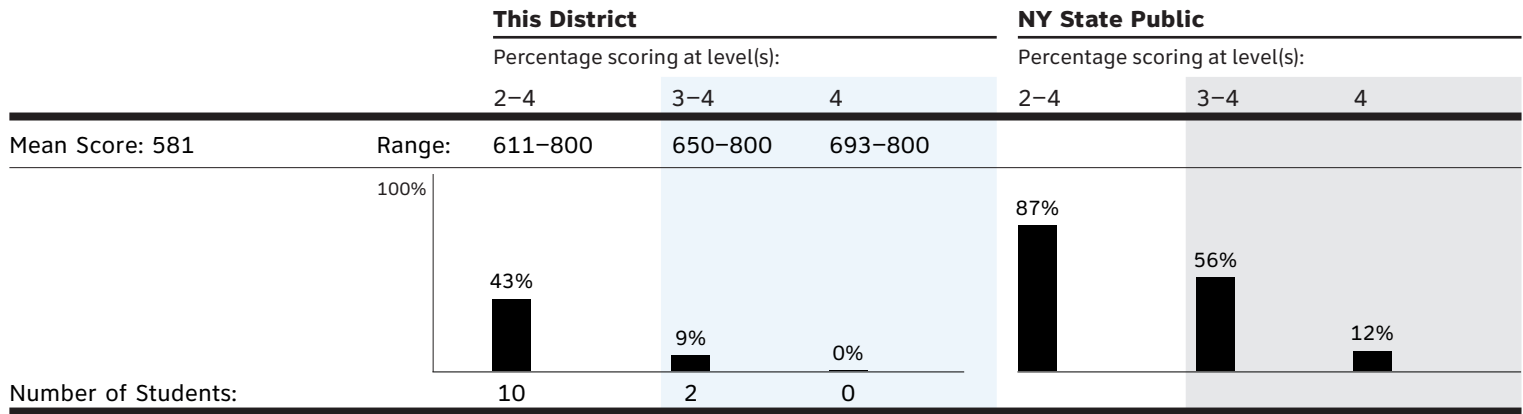 This District NY State Public
Percentage scoring at level(s): Percentage scoring at level(s):
2–4 3–4 4 2–4 3–4 4
Mean Score: 581 Range: 611–800 650–800 693–800
100%
43% 9% 0% 87% 56% 12%
Number of Students: 10 2 0